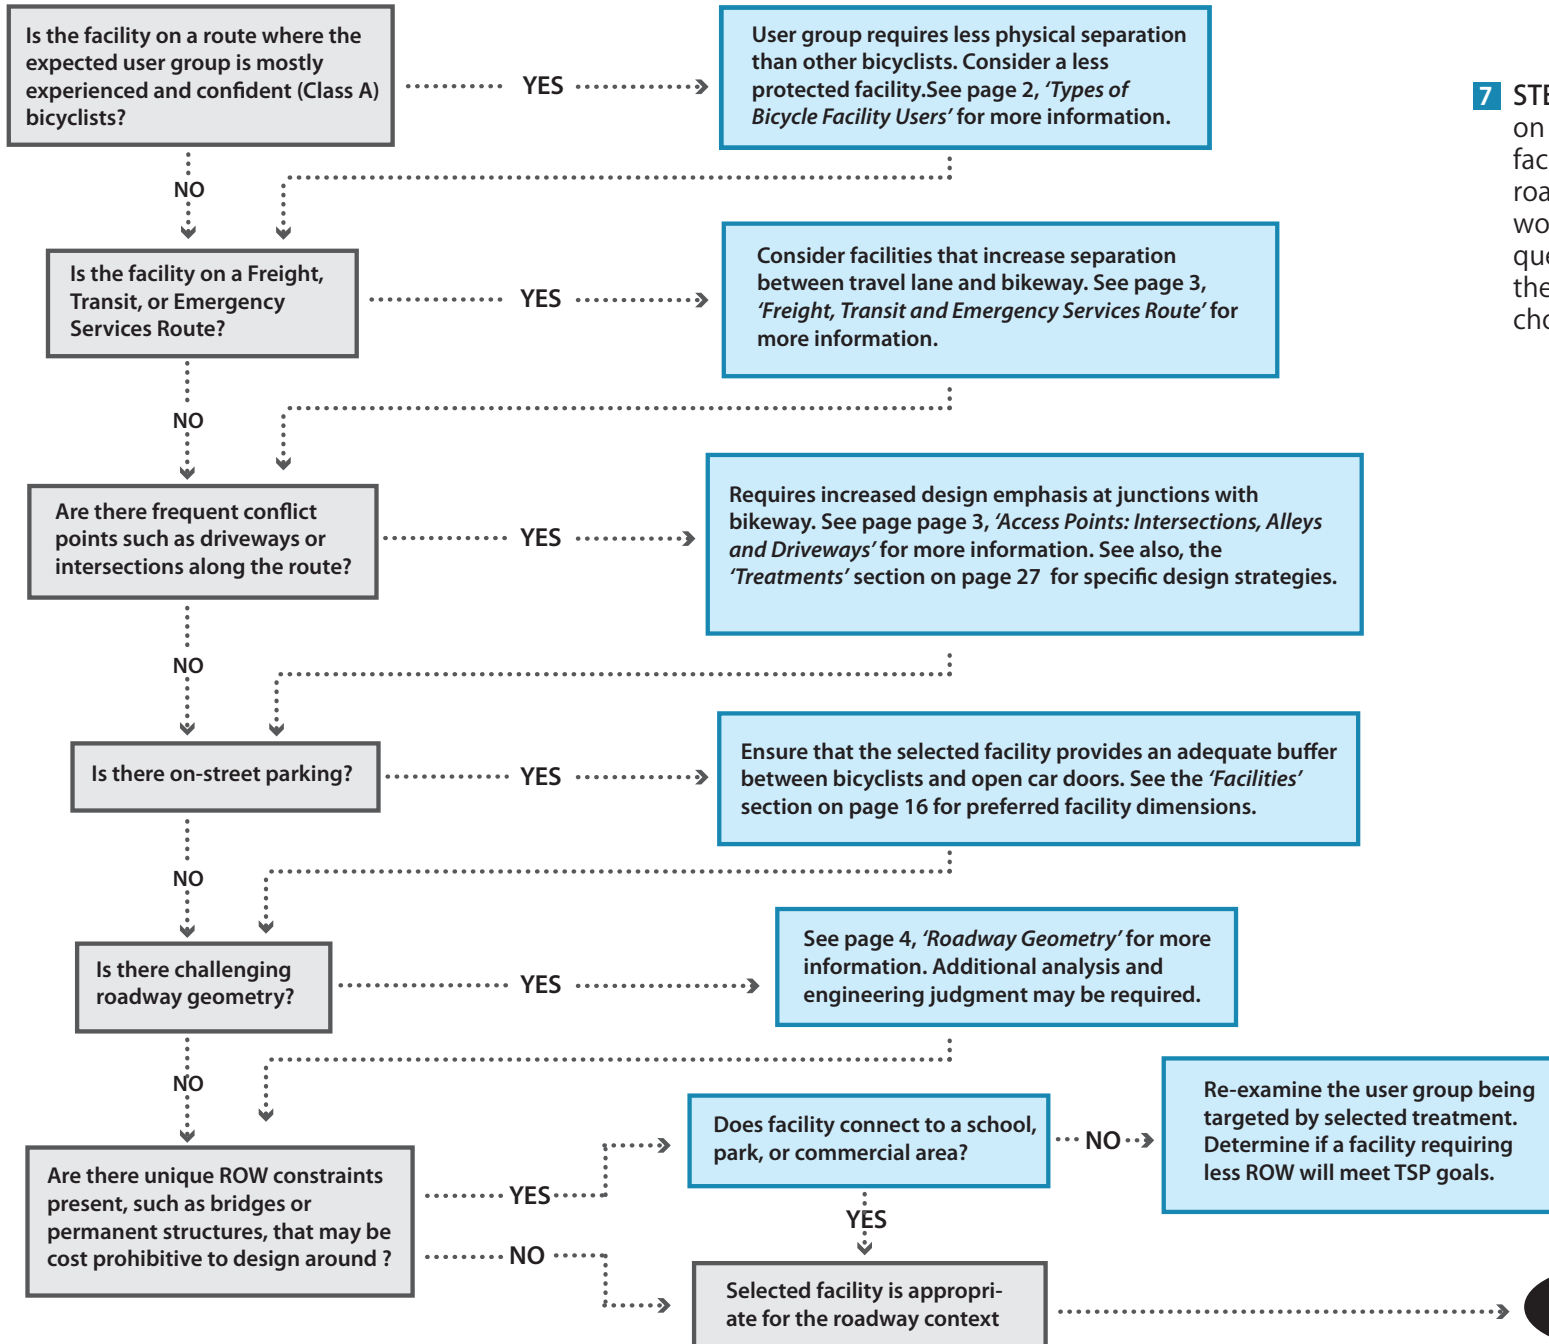 Is the facility on a route where the
expected user group is mostly
experienced and confident (Class A)
bicyclists?
YES
User group requires less physical separation
than other bicyclists. Consider a less
protected facility.See page 2, ‘Types of
Bicycle Facility Users’ for more information.
NO
Is the facility on a Freight,
Transit, or Emergency
Services Route?
YES
Consider facilities that increase separation
between travel lane and bikeway. See page 3,
‘Freight, Transit and Emergency Services Route’ for
more information.
NO
Are there frequent conflict
points such as driveways or
intersections along the route?
YES
Requires increased design emphasis at junctions with
bikeway. See page page 3, ‘Access Points: Intersections, Alleys
and Driveways’ for more information. See also, the
‘Treatments’ section on page 27 for specific design strategies.
NO
Is there on-street parking?
YES
Ensure that the selected facility provides an adequate buffer
between bicyclists and open car doors. See the ‘Facilities’
section on page 16 for preferred facility dimensions.
NO
Is there challenging
roadway geometry?
YES
See page 4, ‘Roadway Geometry’ for more
information. Additional analysis and
engineering judgment may be required.
NO
Are there unique ROW constraints
present, such as bridges or
permanent structures, that may be
cost prohibitive to design around ?
YES
NO
Does facility connect to a school,
park, or commercial area?
NO
Re-examine the user group being
targeted by selected treatment.
Determine if a facility requiring
less ROW will meet TSP goals.
YES
Selected facility is appropri-
ate for the roadway context
7 STE
on
fac
roa
wo
que
the
cho